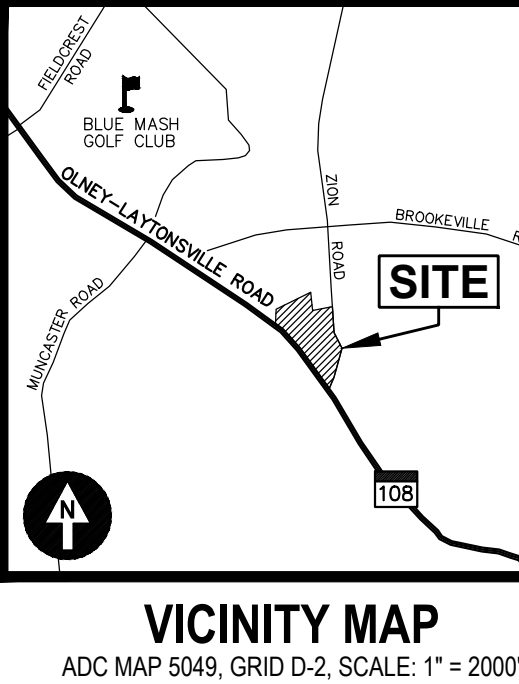 FIELDCREST
ROAD
BLUE MASH
GOLF CLUB
OLNEY-LAYTONSVILLE ROAD
ZION
ROAD
BROOKEVILLE
SITE
MUNCASTER ROAD
N
108
VICINITY MAP
ADC MAP 5049, GRID D-2, SCALE: 1" = 2000'